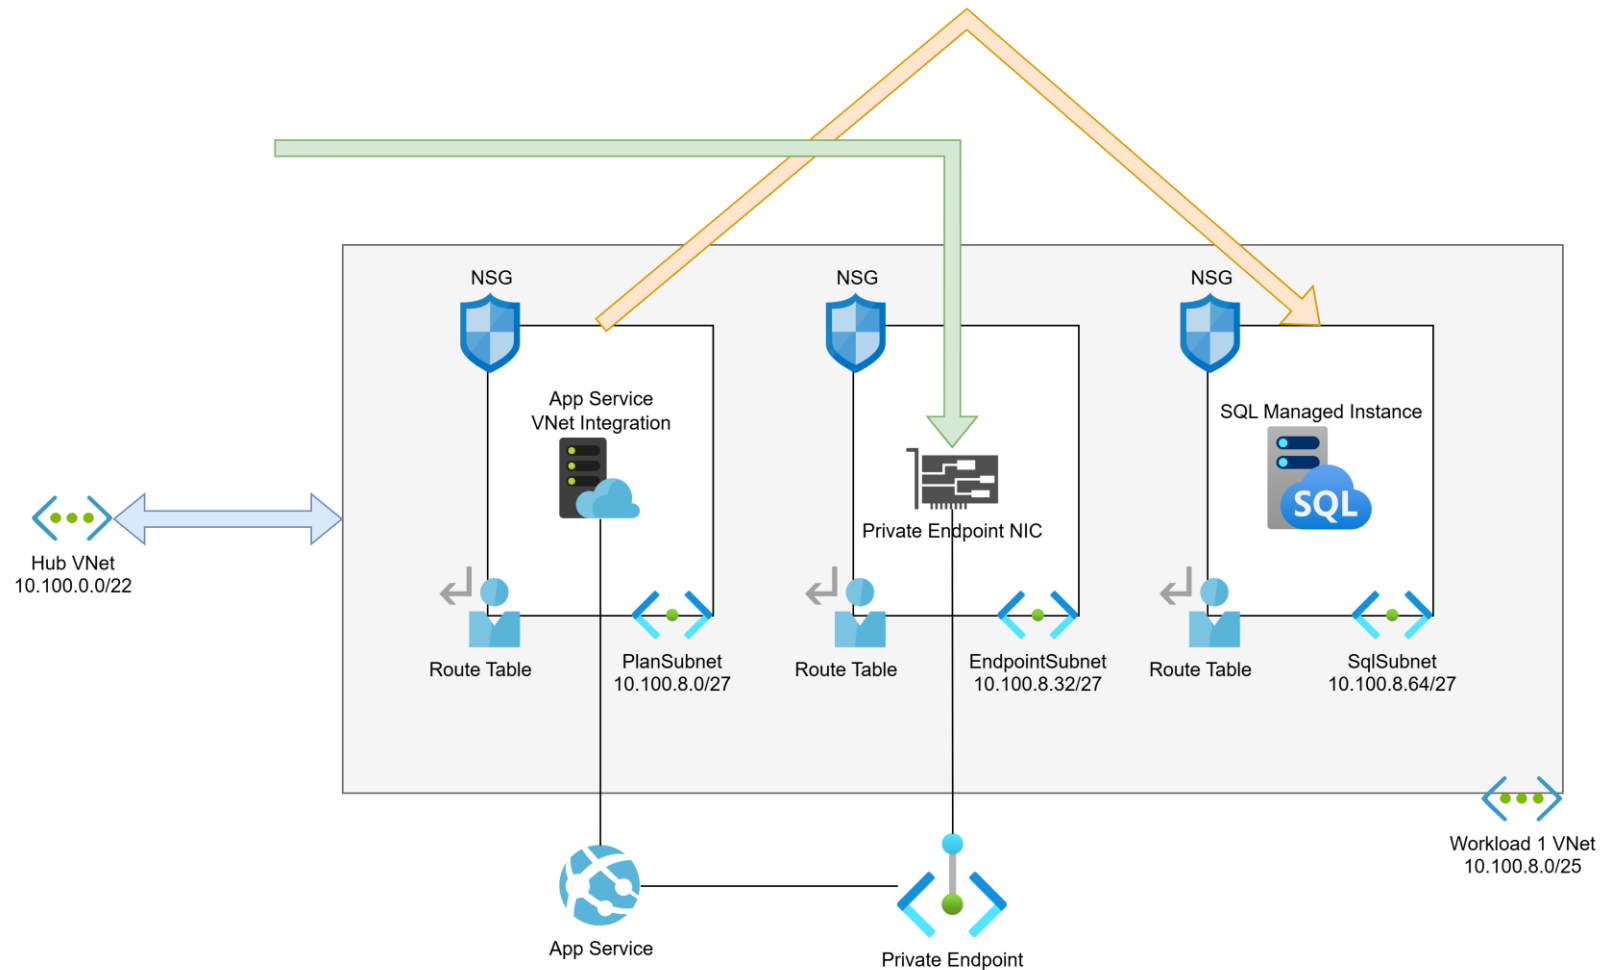 NSG
NSG
NSG
App Service
VNet Integration
Private Endpoint NIC
SQL Managed Instance
SQL
Hub VNet
10.100.0.0/22
Route Table
PlanSubnet
10.100.8.0/27
Route Table
EndpointSubnet
10.100.8.32/27
Route Table
SqlSubnet
10.100.8.64/27
Workload 1 VNet
10.100.8.0/25
App Service
Private Endpoint